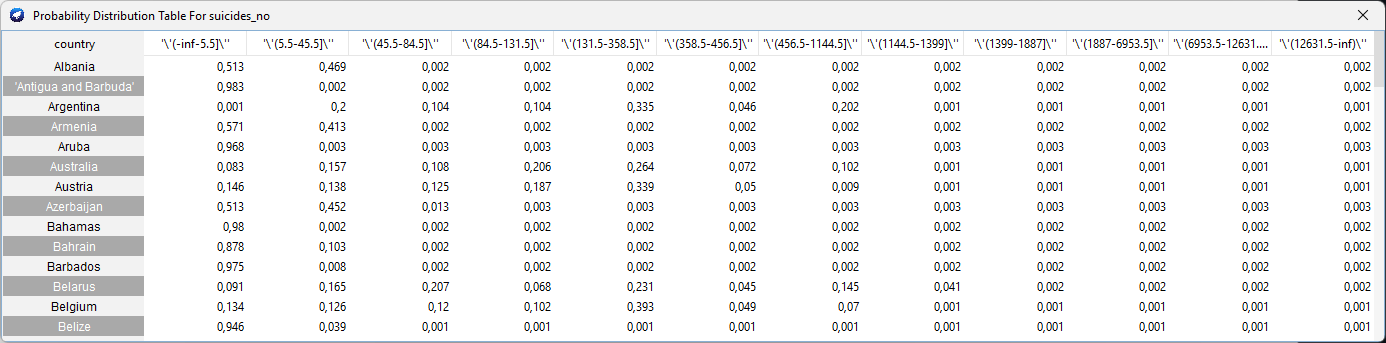 Probability Distribution Table For suicides_no
country '\'(-inf-5.5]\'' '\'(5.5-45.5]\'' '\'(45.5-84.5]\'' '\'(84.5-131.5]\'' '\'(131.5-358.5]\'' '\'(358.5-456.5]\'' '\'(456.5-1144.5]\'' '\'(1144.5-1399]\'' '\'(1399-1887]\'' '\'(1887-6953.5]\'' '\'(6953.5-12631.... '\'(12631.5-inf)\''
Albania 0,513 0,469 0,002 0,002 0,002 0,002 0,002 0,002 0,002 0,002 0,002 0,002
'Antigua and Barbuda' 0,983 0,002 0,002 0,002 0,002 0,002 0,002 0,002 0,002 0,002 0,002 0,002
Argentina 0,001 0,2 0,104 0,104 0,335 0,046 0,202 0,001 0,001 0,001 0,001 0,001
Armenia 0,571 0,413 0,002 0,002 0,002 0,002 0,002 0,002 0,002 0,002 0,002 0,002
Aruba 0,968 0,003 0,003 0,003 0,003 0,003 0,003 0,003 0,003 0,003 0,003 0,003
Australia 0,083 0,157 0,108 0,206 0,264 0,072 0,102 0,001 0,001 0,001 0,001 0,001
Austria 0,146 0,138 0,125 0,187 0,339 0,05 0,009 0,001 0,001 0,001 0,001 0,001
Azerbaijan 0,513 0,452 0,013 0,003 0,003 0,003 0,003 0,003 0,003 0,003 0,003 0,003
Bahamas 0,98 0,002 0,002 0,002 0,002 0,002 0,002 0,002 0,002 0,002 0,002 0,002
Bahrain 0,878 0,103 0,002 0,002 0,002 0,002 0,002 0,002 0,002 0,002 0,002 0,002
Barbados 0,975 0,008 0,002 0,002 0,002 0,002 0,002 0,002 0,002 0,002 0,002 0,002
Belarus 0,091 0,165 0,207 0,068 0,231 0,045 0,145 0,041 0,002 0,002 0,002 0,002
Belgium 0,134 0,126 0,12 0,102 0,393 0,049 0,07 0,001 0,001 0,001 0,001 0,001
Belize 0,946 0,039 0,001 0,001 0,001 0,001 0,001 0,001 0,001 0,001 0,001 0,001